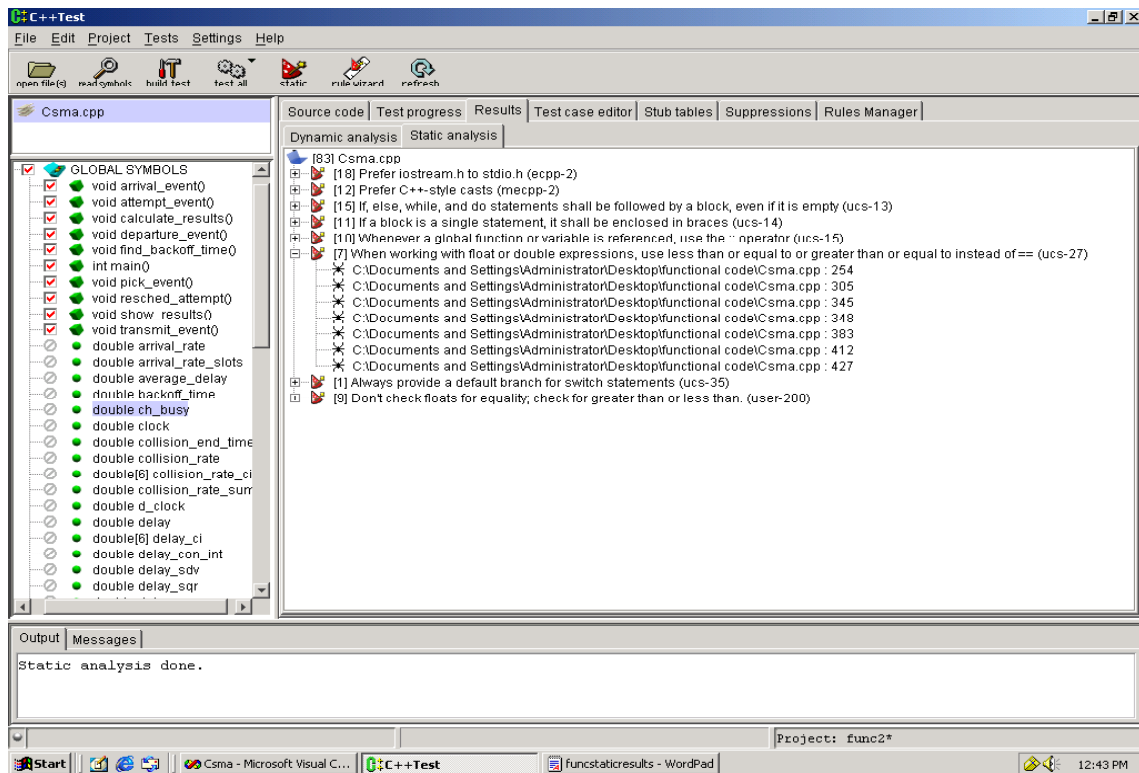 C++Test
File Edit Project Tests Settings Help
open file(s) read symbols build test test all static rule wizard refresh
Csma.cpp
GLOBAL SYMBOLS
void arrival_event()
void attempt_event()
void calculate_results()
void departure_event()
void find_backoff_time()
int main()
void pick_event()
void resched_attempt()
void show_results()
void transmit_event()
double arrival_rate
double arrival_rate_slots
double average_delay
double backoff_time
double ch_busy
double clock
double collision_end_time
double collision_rate
double[6] collision_rate_ci
double collision_rate_sum
double d_clock
double delay
double[6] delay_ci
double delay_con_int
double delay_sdv
double delay_sqr
Source code Test progress Results Test case editor Stub tables Suppressions Rules Manager
Dynamic analysis Static analysis
[83] Csma.cpp
[18] Prefer iostream.h to stdio.h (ecpp-2)
[12] Prefer C++-style casts (mecpp-2)
[15] If, else, while, and do statements shall be followed by a block, even if it is empty (ucs-13)
[11] If a block is a single statement, it shall be enclosed in braces (ucs-14)
[10] Whenever a global function or variable is referenced, use the :: operator (ucs-15)
[7] When working with float or double expressions, use less than or equal to or greater than or equal to instead of == (ucs-27)
C:\Documents and Settings\Administrator\Desktop\functional code\Csma.cpp : 254
C:\Documents and Settings\Administrator\Desktop\functional code\Csma.cpp : 305
C:\Documents and Settings\Administrator\Desktop\functional code\Csma.cpp : 345
C:\Documents and Settings\Administrator\Desktop\functional code\Csma.cpp : 348
C:\Documents and Settings\Administrator\Desktop\functional code\Csma.cpp : 383
C:\Documents and Settings\Administrator\Desktop\functional code\Csma.cpp : 412
C:\Documents and Settings\Administrator\Desktop\functional code\Csma.cpp : 427
[1] Always provide a default branch for switch statements (ucs-35)
[9] Don't check floats for equality; check for greater than or less than. (user-200)
Output Messages
Static analysis done.
Project: func2*
Start Csma - Microsoft Visual C... C++Test funcstaticresults - WordPad 12:43 PM